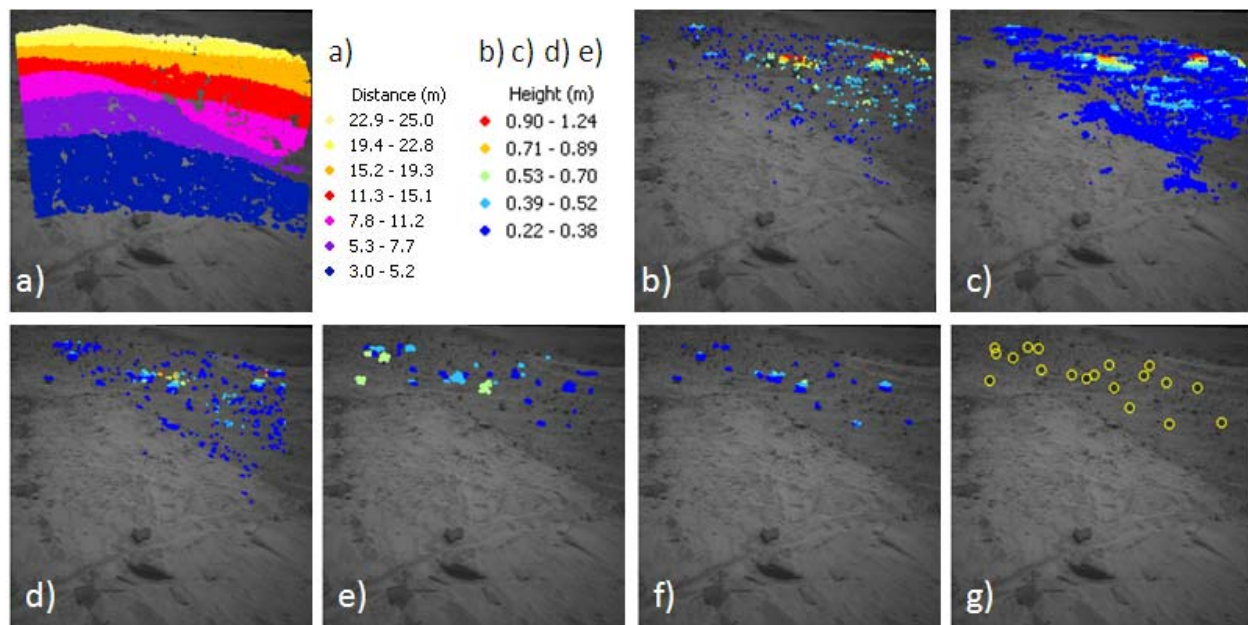 a)
b) c) d) e)
Distance (m)
22.9 - 25.0
19.4 - 22.8
15.2 - 19.3
11.3 - 15.1
7.8 - 11.2
5.3 - 7.7
3.0 - 5.2
Height (m)
0.90 - 1.24
0.71 - 0.89
0.53 - 0.70
0.39 - 0.52
0.22 - 0.38
a)
b)
c)
d)
e)
f)
g)